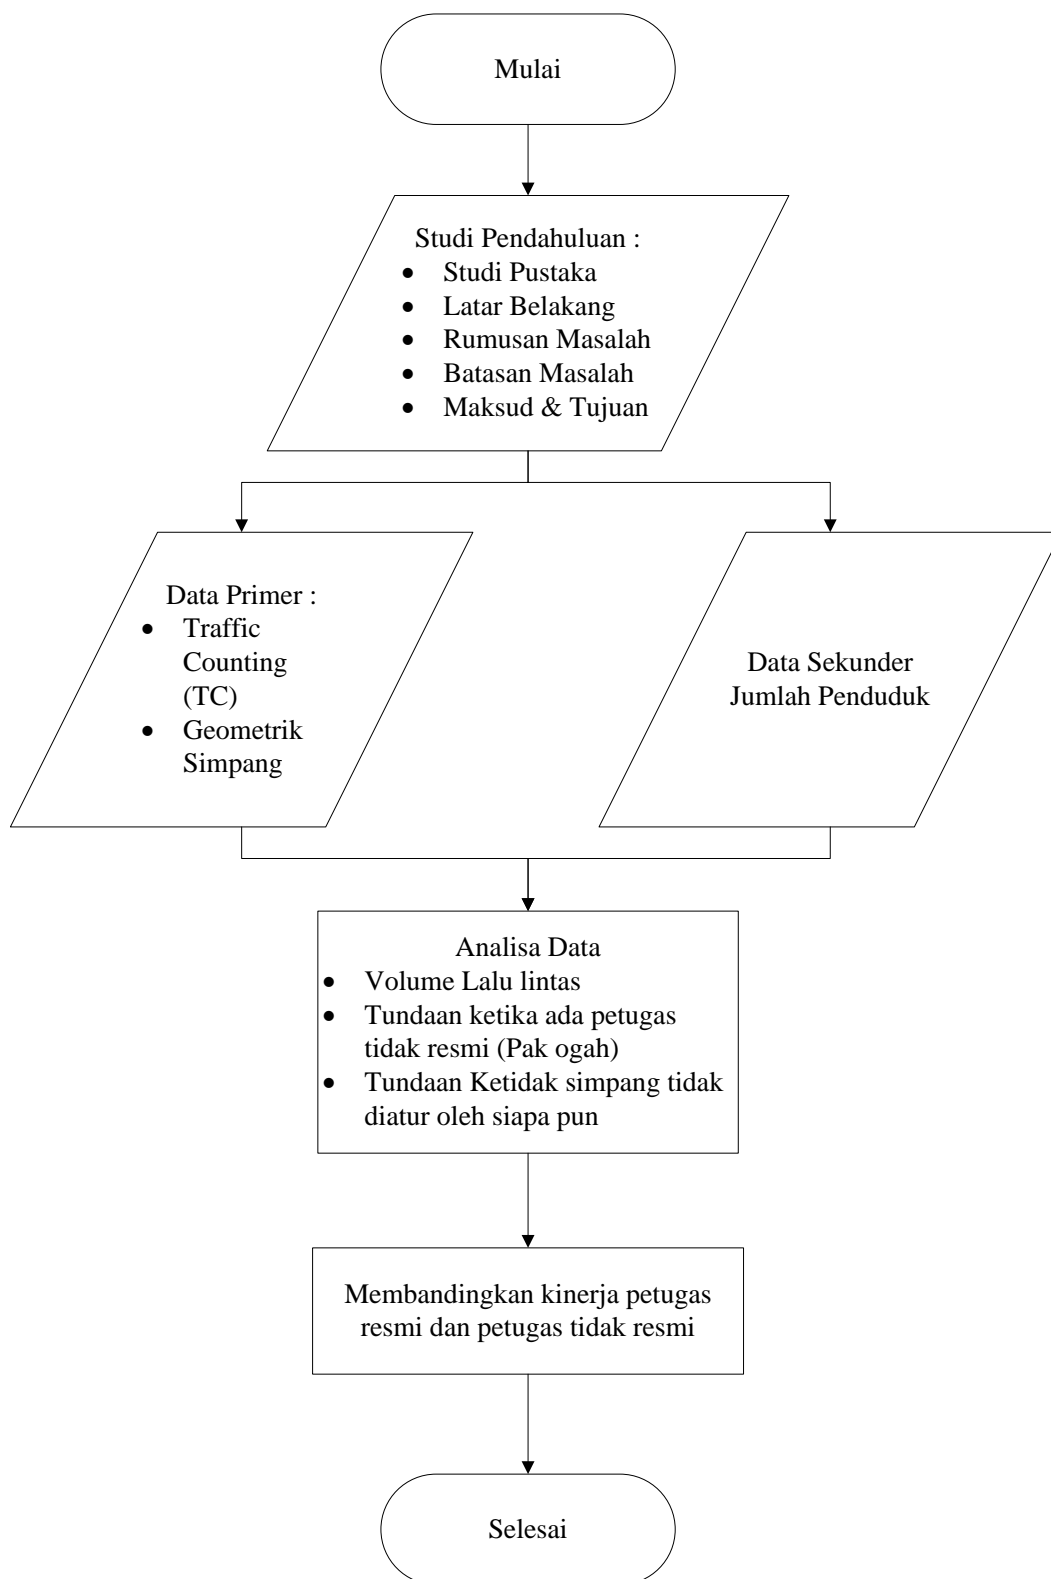 Mulai
Studi Pendahuluan :
• Studi Pustaka
• Latar Belakang
• Rumusan Masalah
• Batasan Masalah
• Maksud & Tujuan
Data Primer :
• Traffic
Counting
(TC)
• Geometrik
Simpang
Data Sekunder
Jumlah Penduduk
Analisa Data
• Volume Lalu lintas
• Tundaan ketika ada petugas
tidak resmi (Pak ogah)
• Tundaan Ketidak simpang tidak
diatur oleh siapa pun
Membandingkan kinerja petugas
resmi dan petugas tidak resmi
Selesai